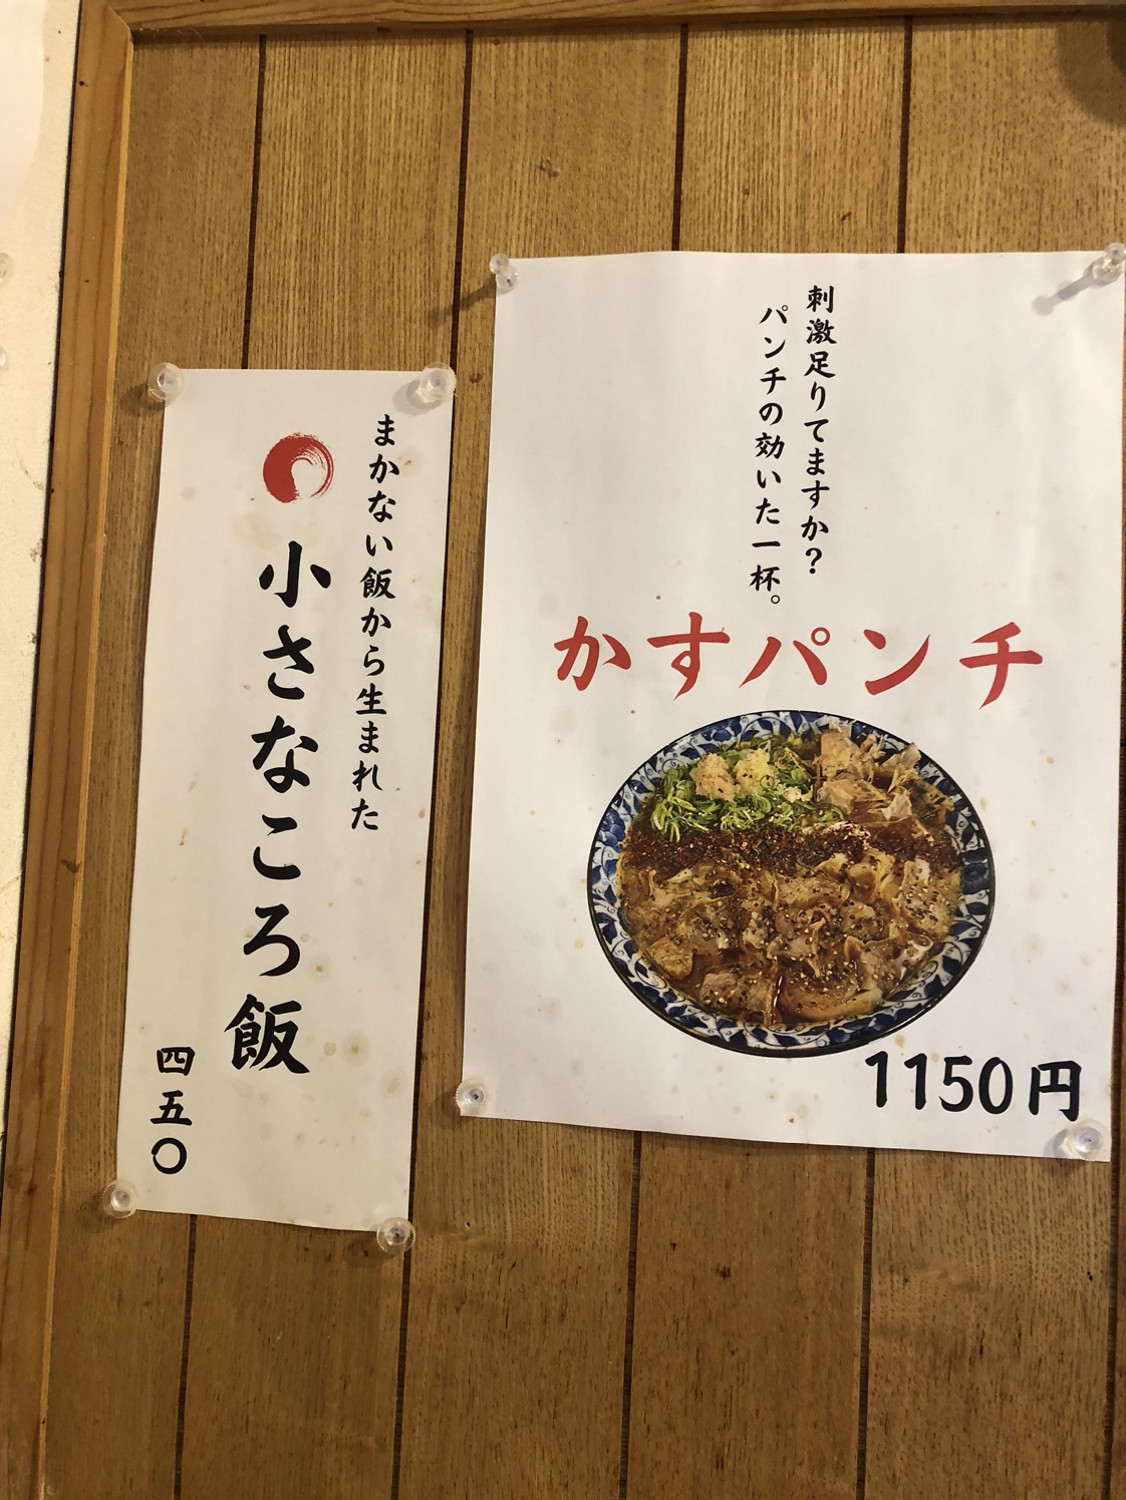 刺激足りてますか？
パンチの効いた一杯。
かすパンチ
1150円
まかない飯から生まれた
小さなころ飯
四五〇